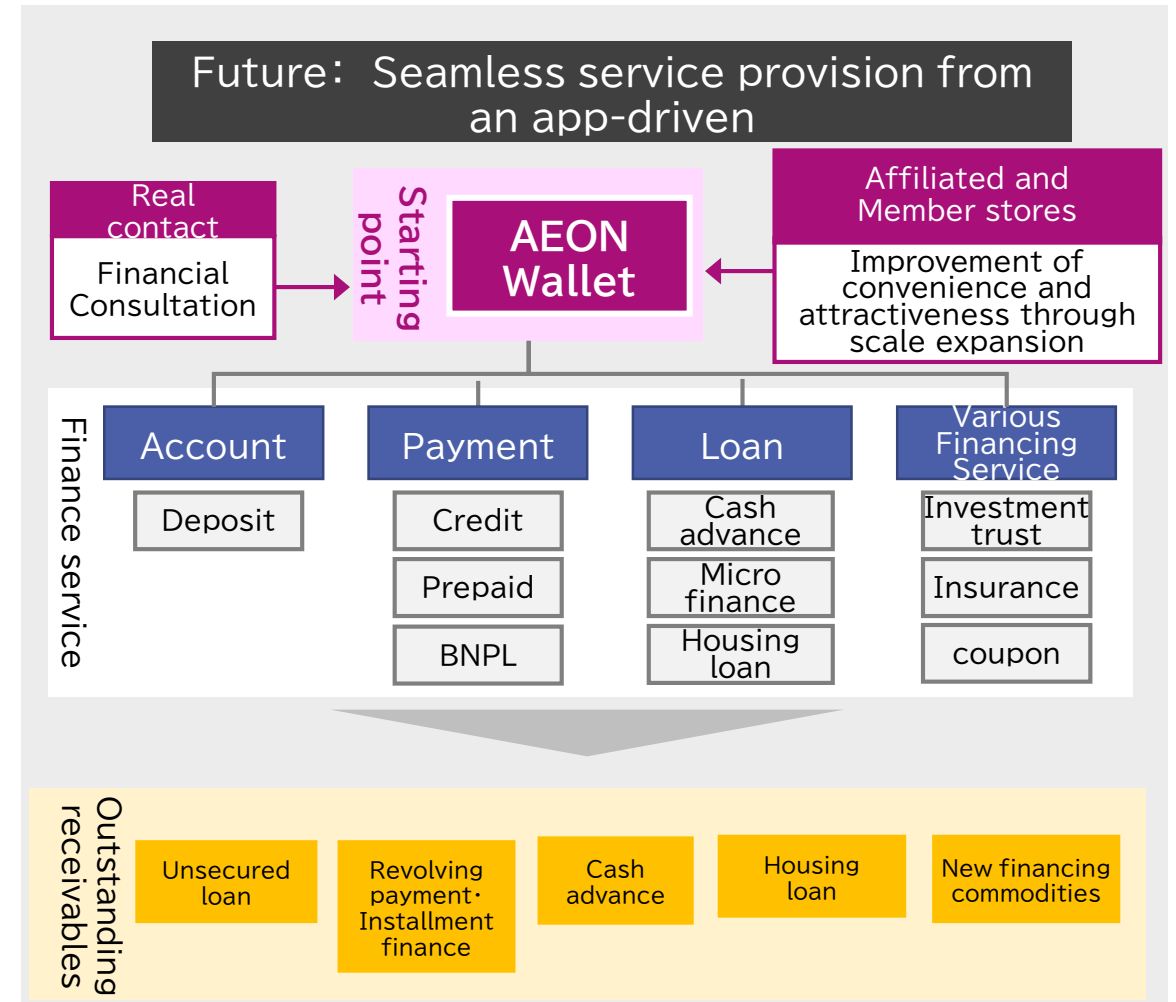 Future: Seamless service provision from
an app-driven
Real
contact
Financial
Consultation
Starting
point
AEON
Wallet
Affiliated and
Member stores
Improvement of
convenience and
attractiveness through
scale expansion
Finance service
Account
Deposit
Payment
Credit
Prepaid
BNPL
Loan
Cash
advance
Micro
finance
Housing
loan
Various
Financing
Service
Investment
trust
Insurance
coupon
Outstanding
receivables
Unsecured
loan
Revolving
payment・
Installment
finance
Cash
advance
Housing
loan
New financing
commodities